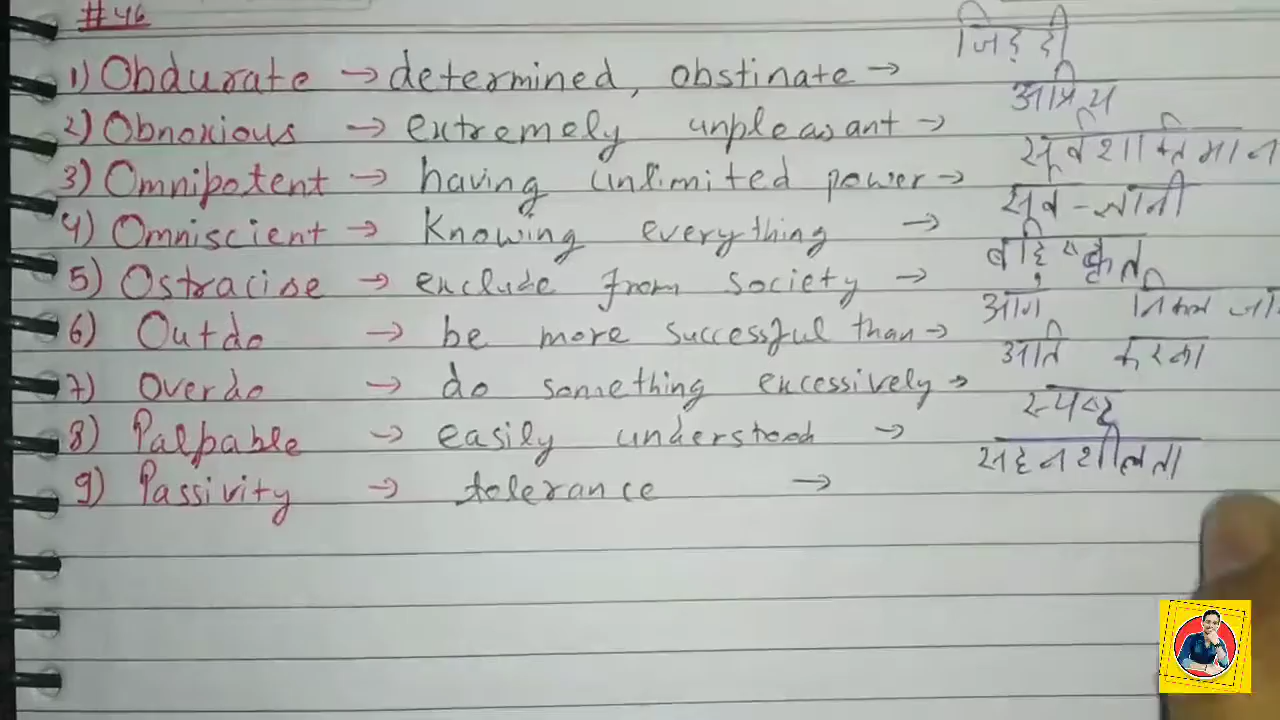 #46
1) Obdurate → determined, obstinate → जिद्दी
2) Obnoxious → extremely unpleasant → अप्रिय
3) Omnipotent → having unlimited power → सर्वशक्तिमान
4) Omniscient → Knowing everything → सर्व-ज्ञानी
5) Ostracise → exclude from society → बहिष्कृत
6) Outdo → be more successful than →
7) Overdo → do something excessively → अति करना
8) Palpable → easily understood → स्पष्ट
9) Passivity → tolerance → सहनशीलता